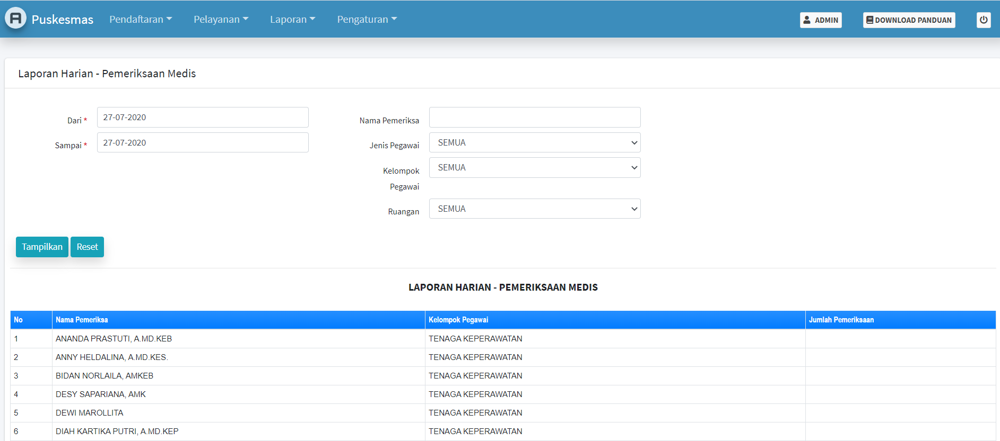 Puskesmas Pendaftaran Pelayanan Laporan Pengaturan ADMIN DOWNLOAD PANDUAN
Laporan Harian - Pemeriksaan Medis
Dari * 27-07-2020 Nama Pemeriksa
Sampai * 27-07-2020 Jenis Pegawai SEMUA
Kelompok SEMUA
Pegawai
Ruangan SEMUA
Tampilkan Reset
LAPORAN HARIAN - PEMERIKSAAN MEDIS
No Nama Pemeriksa Kelompok Pegawai Jumlah Pemeriksaan
1 ANANDA PRASTUTI, A.MD.KEB TENAGA KEPERAWATAN
2 ANNY HELDALINA, A.MD.KES. TENAGA KEPERAWATAN
3 BIDAN NORLAILA, AMKEB TENAGA KEPERAWATAN
4 DESY SAPARIANA, AMK TENAGA KEPERAWATAN
5 DEWI MAROLLITA TENAGA KEPERAWATAN
6 DIAH KARTIKA PUTRI, A.MD.KEP TENAGA KEPERAWATAN